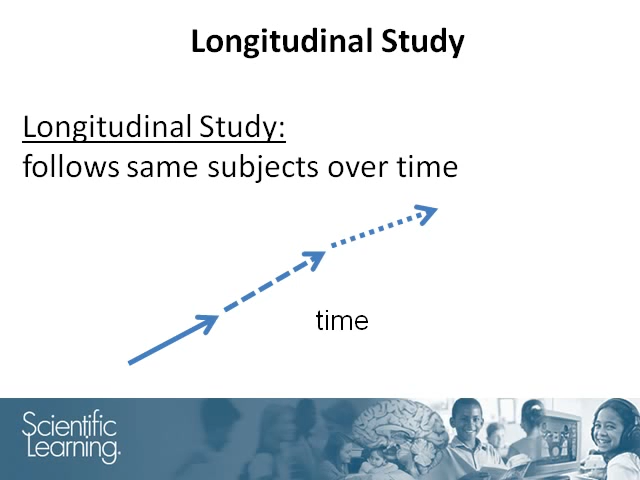 Longitudinal Study
Longitudinal Study:
follows same subjects over time
time
Scientific
Learning.